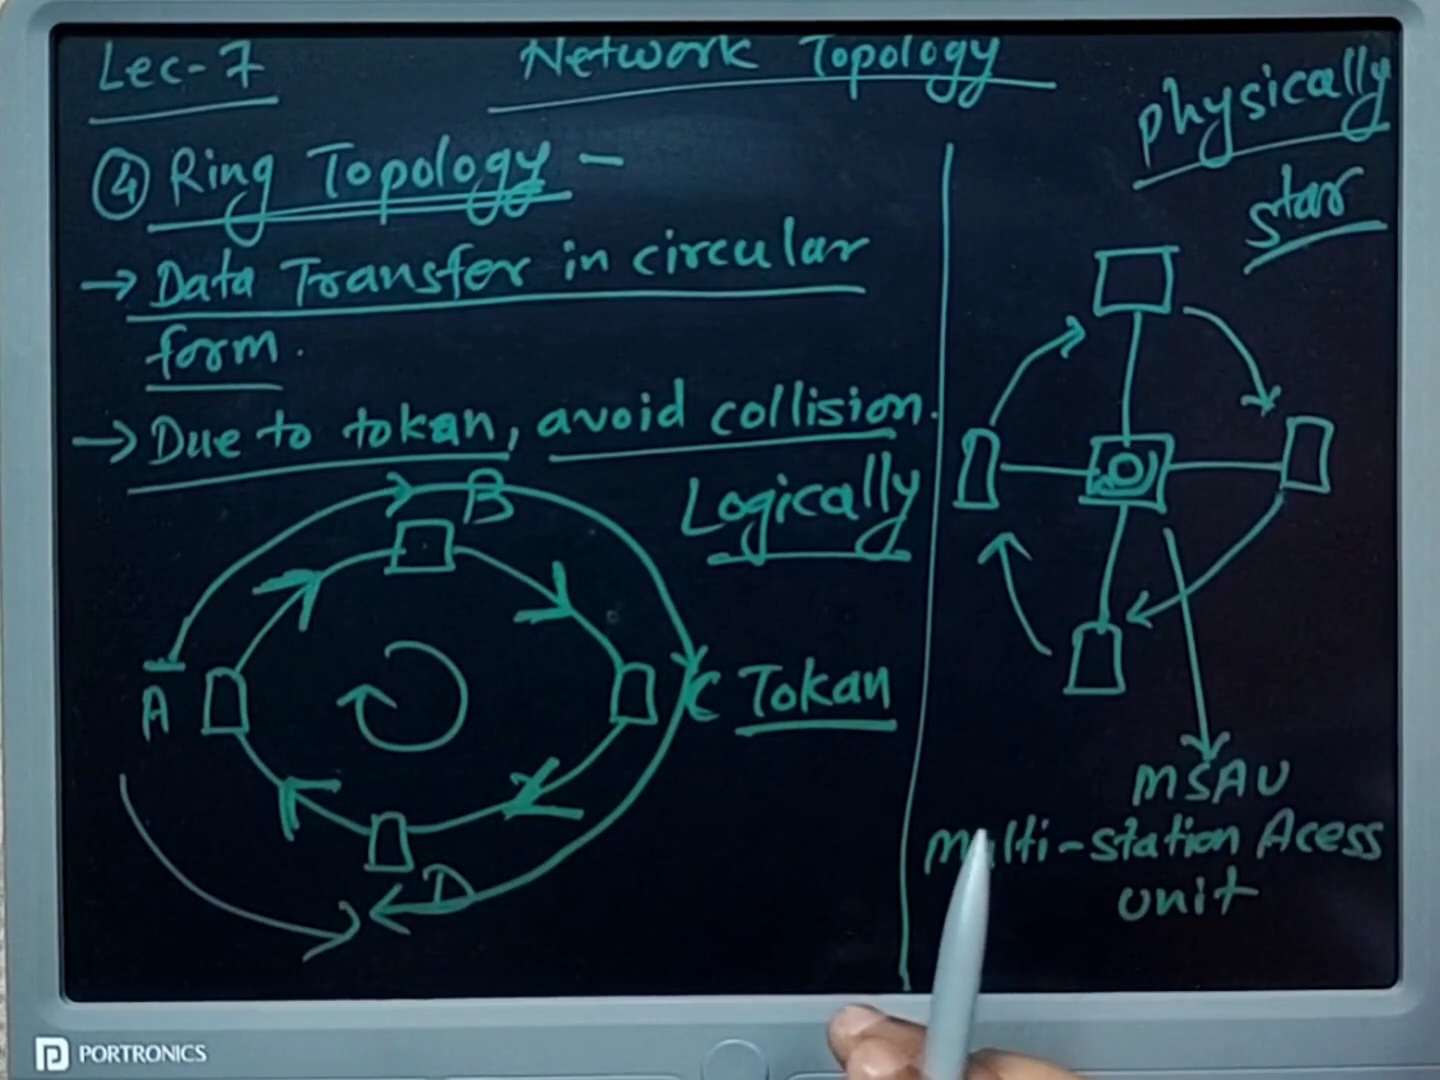 Lec-7
Network Topology
④ Ring Topology -
→ Data Transfer in circular
form.
→ Due to tokan, avoid collision.
Logically
B
A
C
Tokan
D
physically
star
MSAU
Multi-station Acess
unit
PORTRONICS